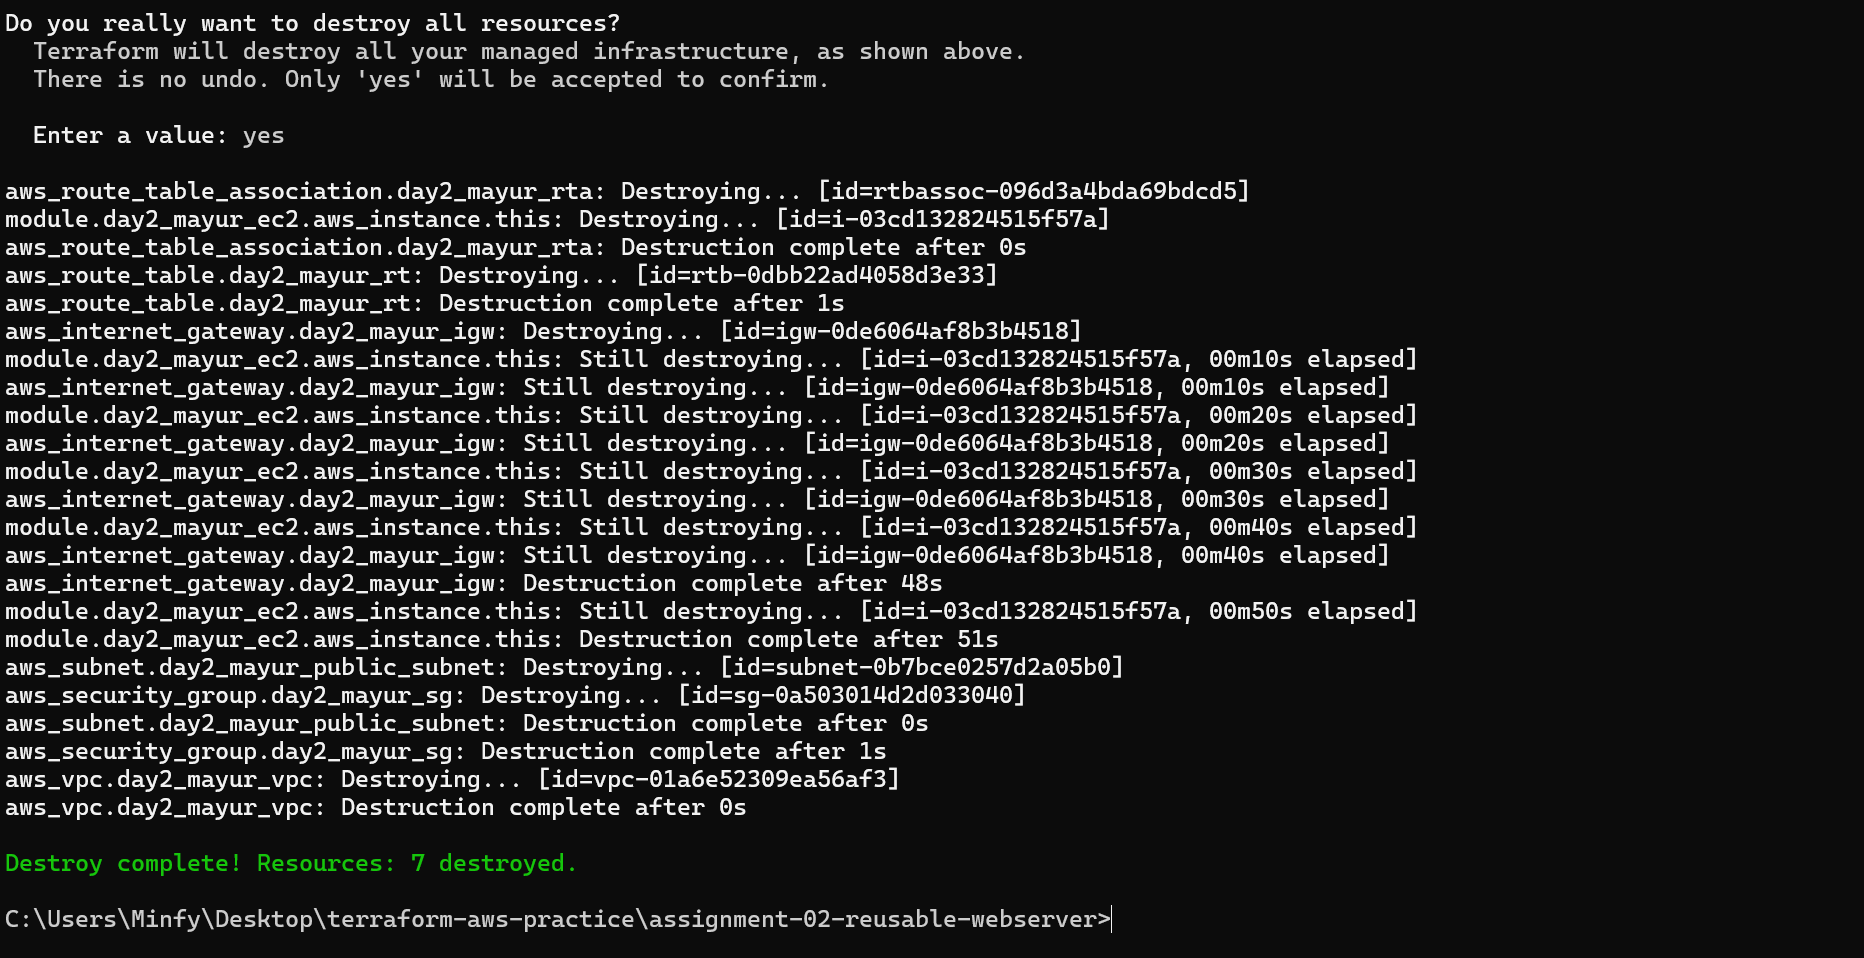 Do you really want to destroy all resources?
  Terraform will destroy all your managed infrastructure, as shown above.
  There is no undo. Only 'yes' will be accepted to confirm.

  Enter a value: yes

aws_route_table_association.day2_mayur_rta: Destroying... [id=rtbassoc-096d3a4bda69bdcd5]
module.day2_mayur_ec2.aws_instance.this: Destroying... [id=i-03cd132824515f57a]
aws_route_table_association.day2_mayur_rta: Destruction complete after 0s
aws_route_table.day2_mayur_rt: Destroying... [id=rtb-0dbb22ad4058d3e33]
aws_route_table.day2_mayur_rt: Destruction complete after 1s
aws_internet_gateway.day2_mayur_igw: Destroying... [id=igw-0de6064af8b3b4518]
module.day2_mayur_ec2.aws_instance.this: Still destroying... [id=i-03cd132824515f57a, 00m10s elapsed]
aws_internet_gateway.day2_mayur_igw: Still destroying... [id=igw-0de6064af8b3b4518, 00m10s elapsed]
module.day2_mayur_ec2.aws_instance.this: Still destroying... [id=i-03cd132824515f57a, 00m20s elapsed]
aws_internet_gateway.day2_mayur_igw: Still destroying... [id=igw-0de6064af8b3b4518, 00m20s elapsed]
module.day2_mayur_ec2.aws_instance.this: Still destroying... [id=i-03cd132824515f57a, 00m30s elapsed]
aws_internet_gateway.day2_mayur_igw: Still destroying... [id=igw-0de6064af8b3b4518, 00m30s elapsed]
module.day2_mayur_ec2.aws_instance.this: Still destroying... [id=i-03cd132824515f57a, 00m40s elapsed]
aws_internet_gateway.day2_mayur_igw: Still destroying... [id=igw-0de6064af8b3b4518, 00m40s elapsed]
aws_internet_gateway.day2_mayur_igw: Destruction complete after 48s
module.day2_mayur_ec2.aws_instance.this: Still destroying... [id=i-03cd132824515f57a, 00m50s elapsed]
module.day2_mayur_ec2.aws_instance.this: Destruction complete after 51s
aws_subnet.day2_mayur_public_subnet: Destroying... [id=subnet-0b7bce0257d2a05b0]
aws_security_group.day2_mayur_sg: Destroying... [id=sg-0a503014d2d033040]
aws_subnet.day2_mayur_public_subnet: Destruction complete after 0s
aws_security_group.day2_mayur_sg: Destruction complete after 1s
aws_vpc.day2_mayur_vpc: Destroying... [id=vpc-01a6e52309ea56af3]
aws_vpc.day2_mayur_vpc: Destruction complete after 0s

Destroy complete! Resources: 7 destroyed.

C:\Users\Minfy\Desktop\terraform-aws-practice\assignment-02-reusable-webserver>